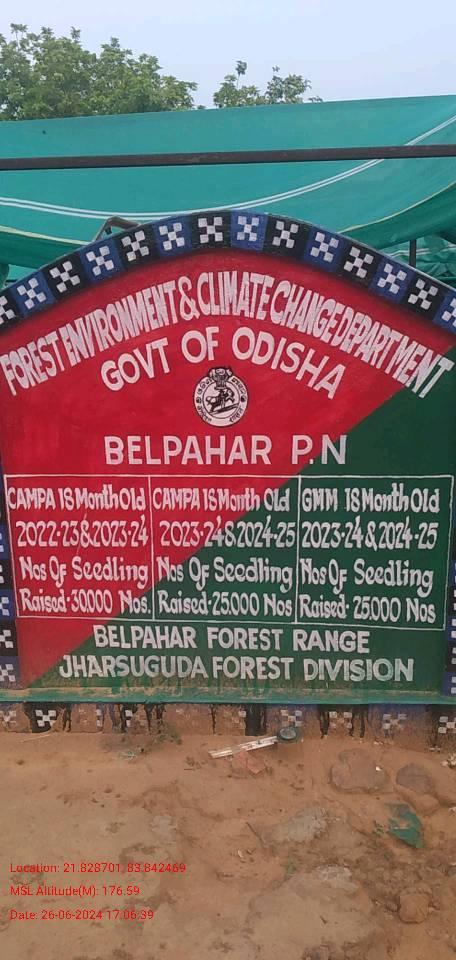 FOREST ENVIRONMENT & CLIMATE CHANGE DEPARTMENT
GOVT OF ODISHA
BELPAHAR P.N
CAMPA 18 Month Old
2022-23 & 2023-24
Nos Of Seedling
Raised-30,000 Nos.
CAMPA 18 Month Old
2023-24 & 2024-25
Nos Of Seedling
Raised-25,000 Nos
GMM 18 Month Old
2023-24 & 2024-25
Nos Of Seedling
Raised- 25,000 Nos
BELPAHAR FOREST RANGE
JHARSUGUDA FOREST DIVISION
Location: 21.828701, 83.842469
MSL Altitude(M): 176.59
Date: 26-06-2024 17:06:39